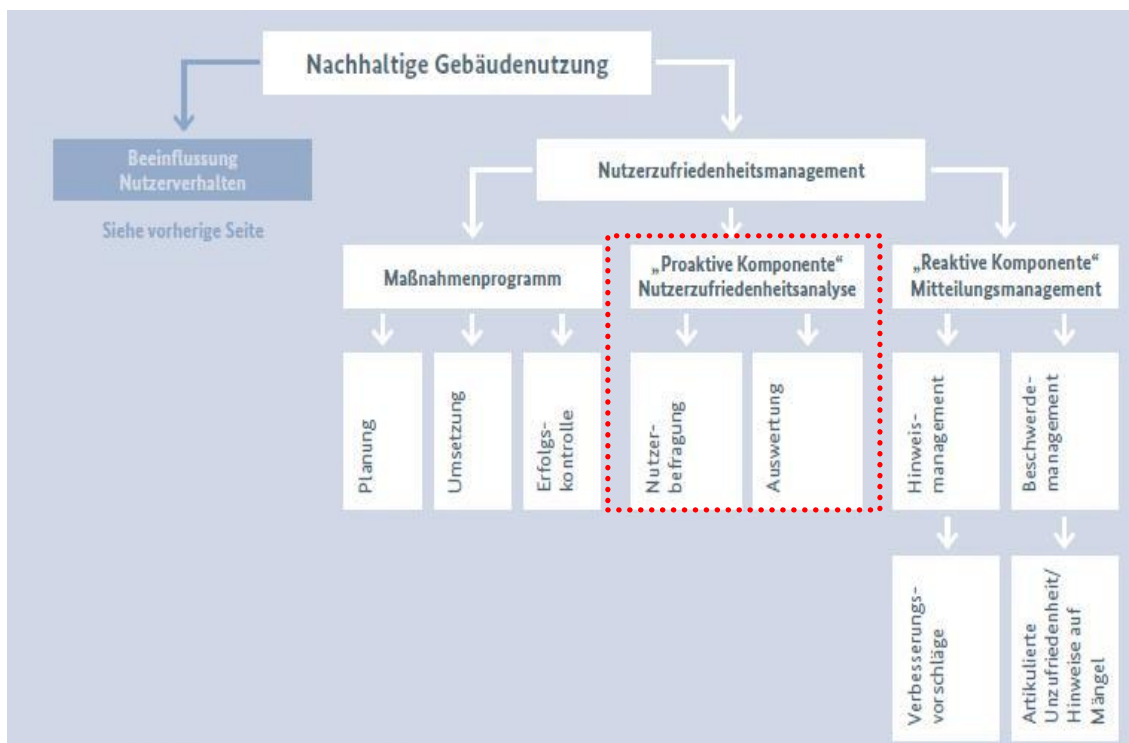 Nachhaltige Gebäudenutzung
Beeinflussung
Nutzerverhalten
Siehe vorherige Seite
Nutzerzufriedenheitsmanagement
Maßnahmenprogramm
„Proaktive Komponente“
Nutzerzufriedenheitsanalyse
„Reaktive Komponente“
Mitteilungsmanagement
Planung
Umsetzung
Erfolgs-
kontrolle
Nutzer-
befragung
Auswertung
Hinweis-
management
Beschwerde-
management
Verbesserungs-
vorschläge
Artikulierte
Unzufriedenheit/
Hinweise auf
Mängel